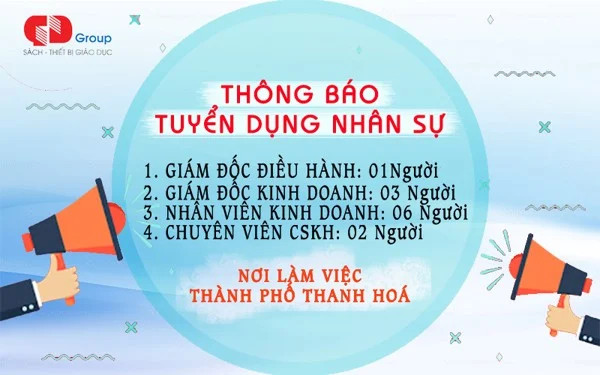 Group
SÁCH - THIẾT BỊ GIÁO DỤC
THÔNG BÁO
TUYỂN DỤNG NHÂN SỰ
1. GIÁM ĐỐC ĐIỀU HÀNH: 01Người
2. GIÁM ĐỐC KINH DOANH: 03 Người
3. NHÂN VIÊN KINH DOANH: 06 Người
4. CHUYÊN VIÊN CSKH: 02 Người
NƠI LÀM VIỆC
THÀNH PHỐ THANH HOÁ